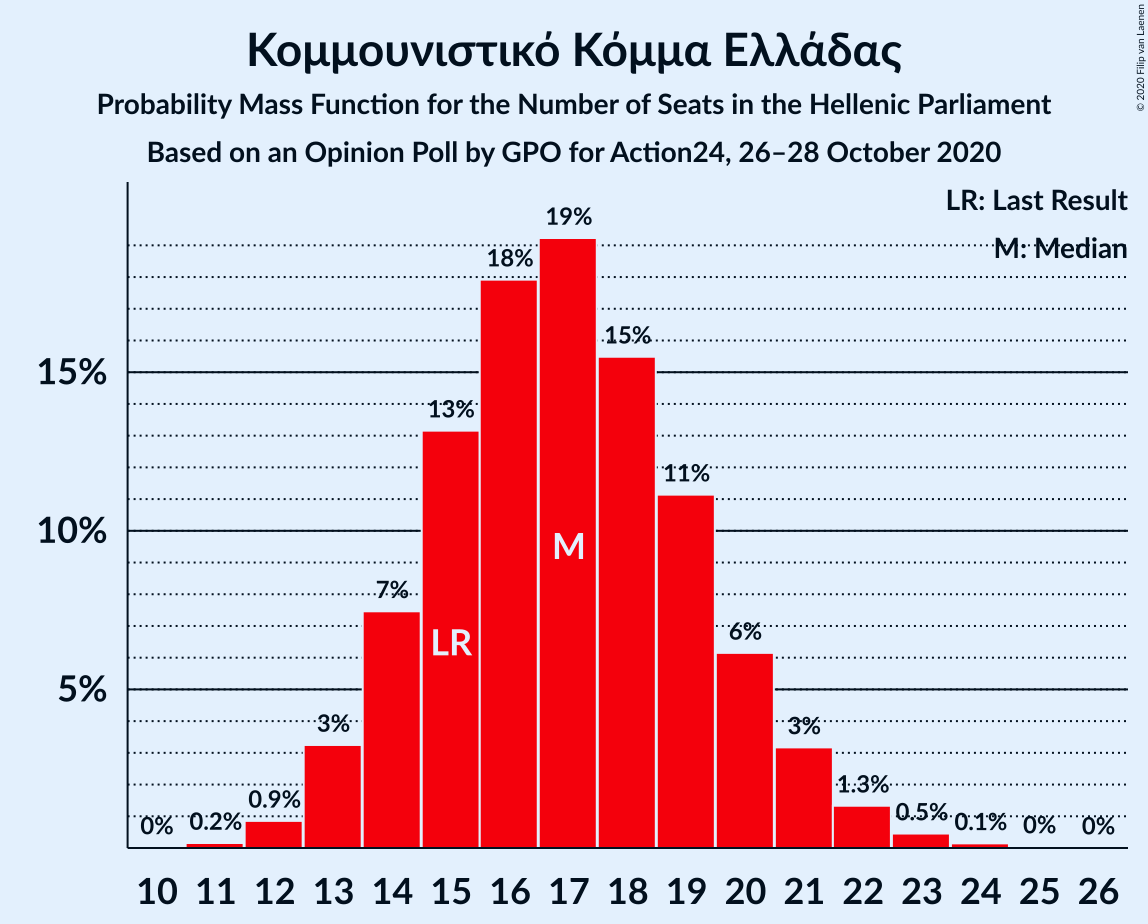 Κομμουνιστικό Κόμμα Ελλάδας
Probability Mass Function for the Number of Seats in the Hellenic Parliament
Based on an Opinion Poll by GPO for Action24, 26–28 October 2020
© 2020 Filip van Laenen
LR: Last Result
M: Median
15%
10%
5%
0%
0.2%
0.9%
3%
7%
13%
18%
19%
15%
11%
6%
3%
1.3%
0.5%
0.1%
0%
0%
LR
M
10 11 12 13 14 15 16 17 18 19 20 21 22 23 24 25 26